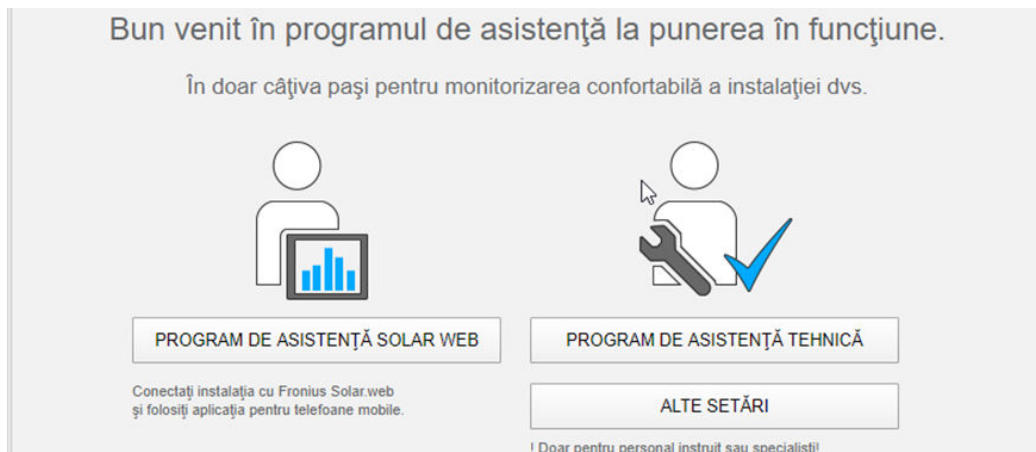 Bun venit în programul de asistenţă la punerea în funcţiune.
În doar câţiva paşi pentru monitorizarea confortabilă a instalaţiei dvs.
PROGRAM DE ASISTENŢĂ SOLAR WEB
PROGRAM DE ASISTENŢĂ TEHNICĂ
Conectaţi instalaţia cu Fronius Solar.web
şi folosiţi aplicaţia pentru telefoane mobile.
ALTE SETĂRI
! Doar pentru personal instruit sau specialişti!